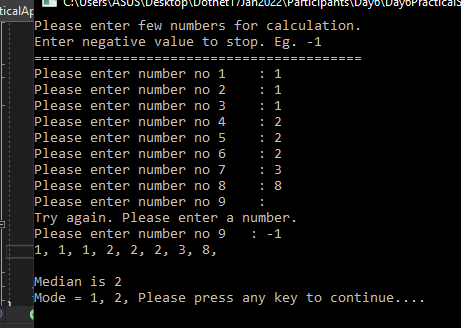 C:\Users\ASUS\Desktop\Dotnet17Jan2022\Participants\Day6\Day6PracticalS
ticalAp
Please enter few numbers for calculation.
Enter negative value to stop. Eg. -1
=========================================
Please enter number no 1    : 1
Please enter number no 2    : 1
Please enter number no 3    : 1
Please enter number no 4    : 2
Please enter number no 5    : 2
Please enter number no 6    : 2
Please enter number no 7    : 3
Please enter number no 8    : 8
Please enter number no 9    :
Try again. Please enter a number.
Please enter number no 9   : -1
1, 1, 1, 2, 2, 2, 3, 8,
Median is 2
Mode = 1, 2, Please press any key to continue....